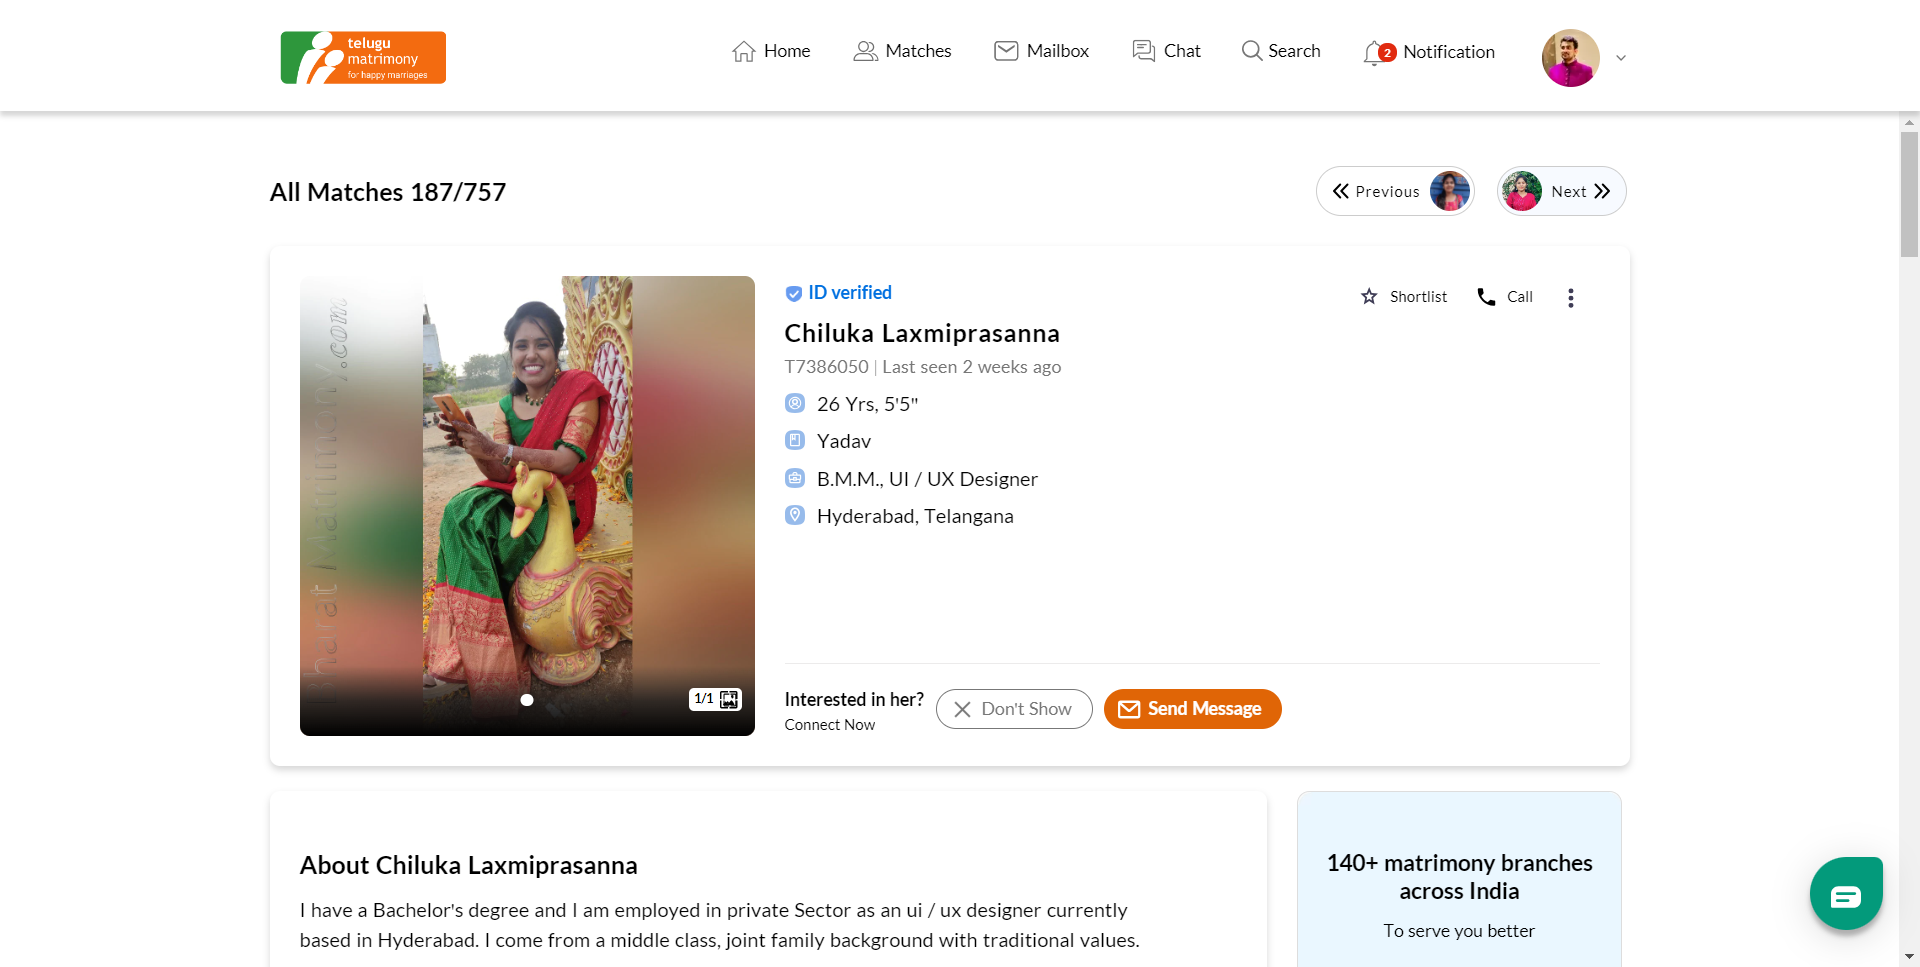 telugu
matrimony
for happy marriages
Home
Matches
Mailbox
Chat
Search
2
Notification
All Matches 187/757
Previous
Next
Bharat Matrimony.com
ID verified
Shortlist
Call
Chiluka Laxmiprasanna
T7386050 | Last seen 2 weeks ago
26 Yrs, 5'5"
Yadav
B.M.M., UI / UX Designer
Hyderabad, Telangana
1/1
Interested in her?
Connect Now
Don't Show
Send Message
About Chiluka Laxmiprasanna
I have a Bachelor's degree and I am employed in private Sector as an ui / ux designer currently
based in Hyderabad. I come from a middle class, joint family background with traditional values.
140+ matrimony branches
across India
To serve you better